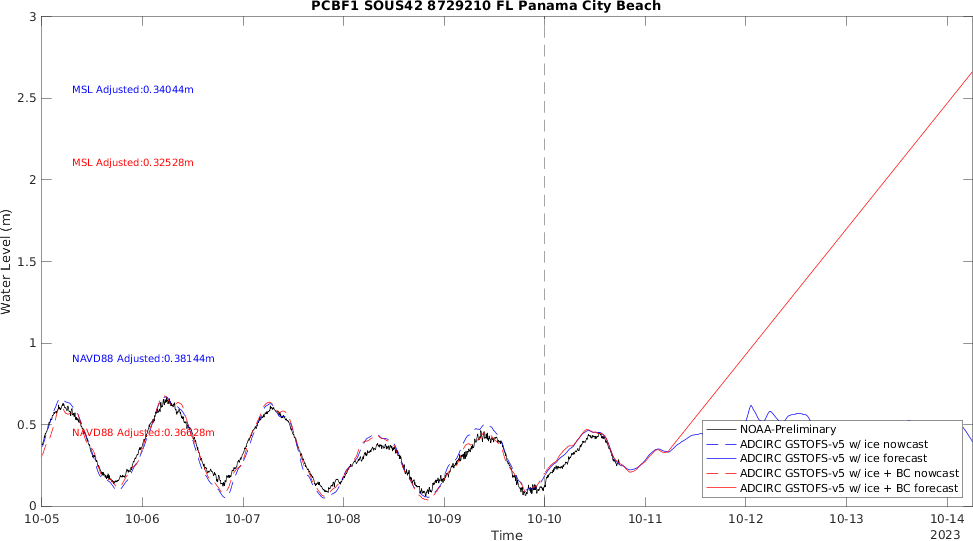 PCBF1 SOUS42 8729210 FL Panama City Beach
3
2.5
2
1.5
1
0.5
0
Water Level (m)
MSL Adjusted:0.34044m
MSL Adjusted:0.32528m
NAVD88 Adjusted:0.38144m
NAVD88 Adjusted:0.36628m
NOAA-Preliminary
ADCIRC GSTOFS-v5 w/ ice nowcast
ADCIRC GSTOFS-v5 w/ ice forecast
ADCIRC GSTOFS-v5 w/ ice + BC nowcast
ADCIRC GSTOFS-v5 w/ ice + BC forecast
10-05 10-06 10-07 10-08 10-09 10-10 10-11 10-12 10-13 10-14
2023
Time